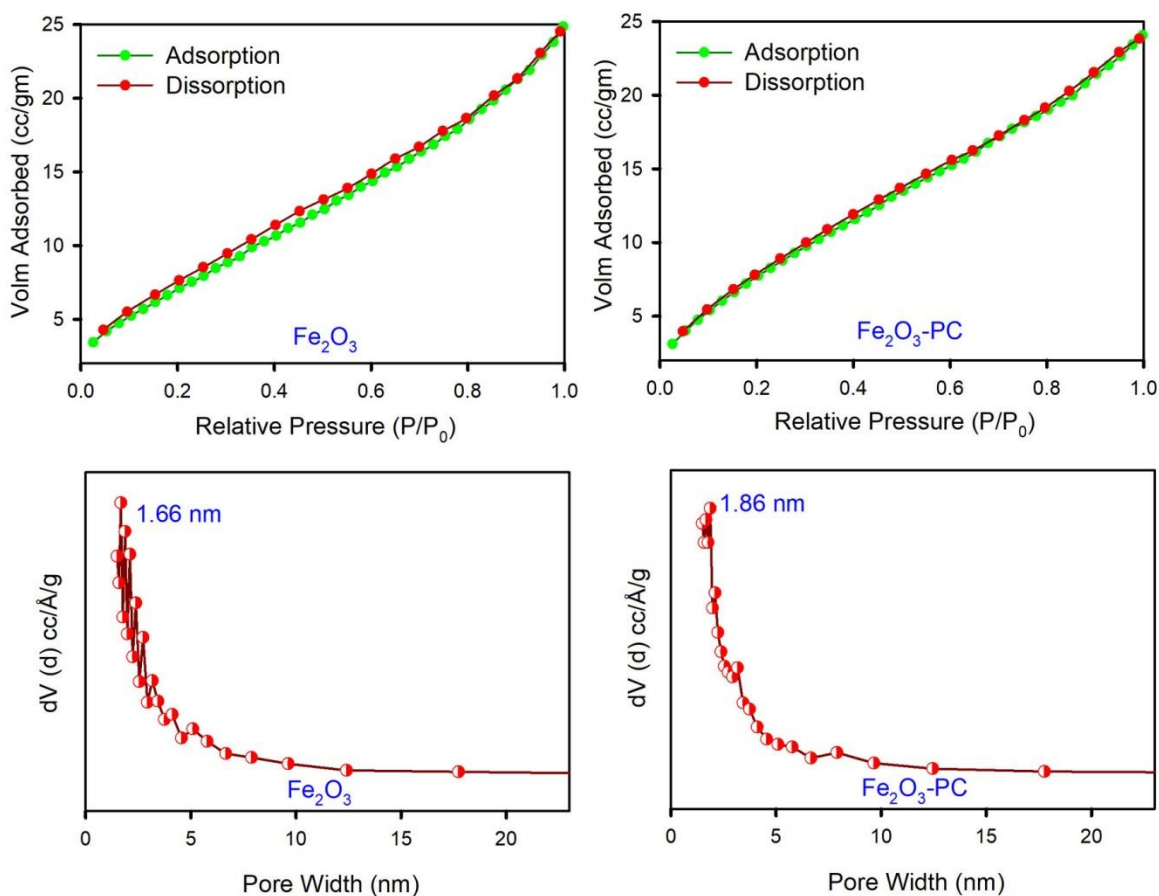 25
20
15
10
5
Volm Adsorbed (cc/gm)
Adsorption
Dissorption
Fe₂O₃
0.0 0.2 0.4 0.6 0.8 1.0
Relative Pressure (P/P₀)
25
20
15
10
5
Volm Adsorbed (cc/gm)
Adsorption
Dissorption
Fe₂O₃-PC
0.0 0.2 0.4 0.6 0.8 1.0
Relative Pressure (P/P₀)
dV (d) cc/Å/g
1.66 nm
Fe₂O₃
0 5 10 15 20
Pore Width (nm)
dV (d) cc/Å/g
1.86 nm
Fe₂O₃-PC
0 5 10 15 20
Pore Width (nm)